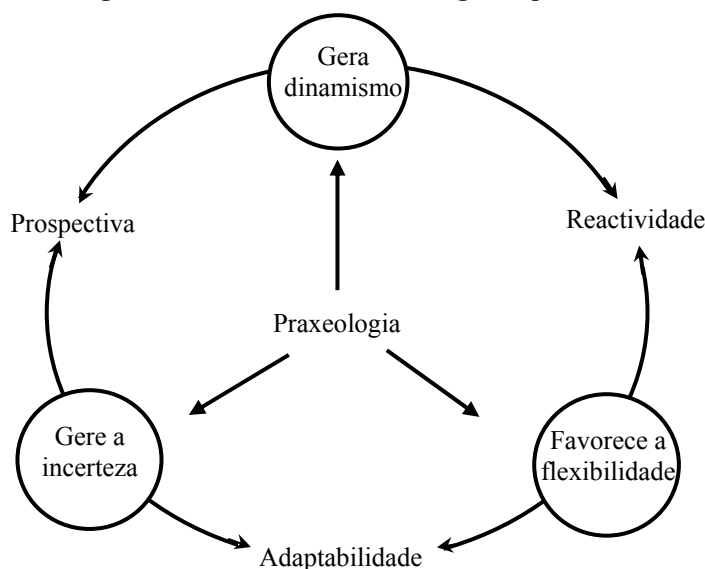 Gera
dinamismo
Prospectiva
Reactividade
Praxeologia
Gere a
incerteza
Favorece a
flexibilidade
Adaptabilidade